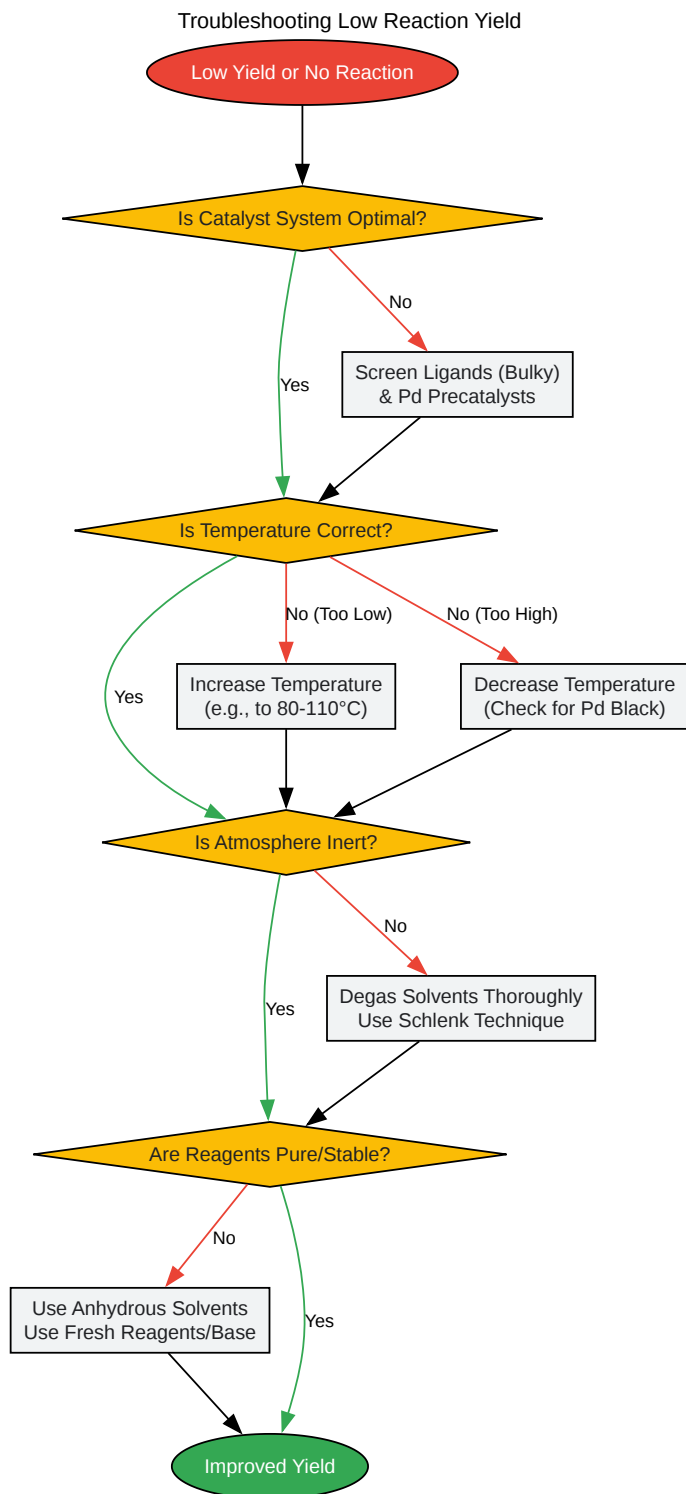 Troubleshooting Low Reaction Yield
Low Yield or No Reaction
Is Catalyst System Optimal?
No
Yes
Screen Ligands (Bulky)
& Pd Precatalysts
Is Temperature Correct?
No (Too Low)
No (Too High)
Yes
Increase Temperature
(e.g., to 80-110°C)
Decrease Temperature
(Check for Pd Black)
Is Atmosphere Inert?
No
Yes
Degas Solvents Thoroughly
Use Schlenk Technique
Are Reagents Pure/Stable?
No
Yes
Use Anhydrous Solvents
Use Fresh Reagents/Base
Improved Yield